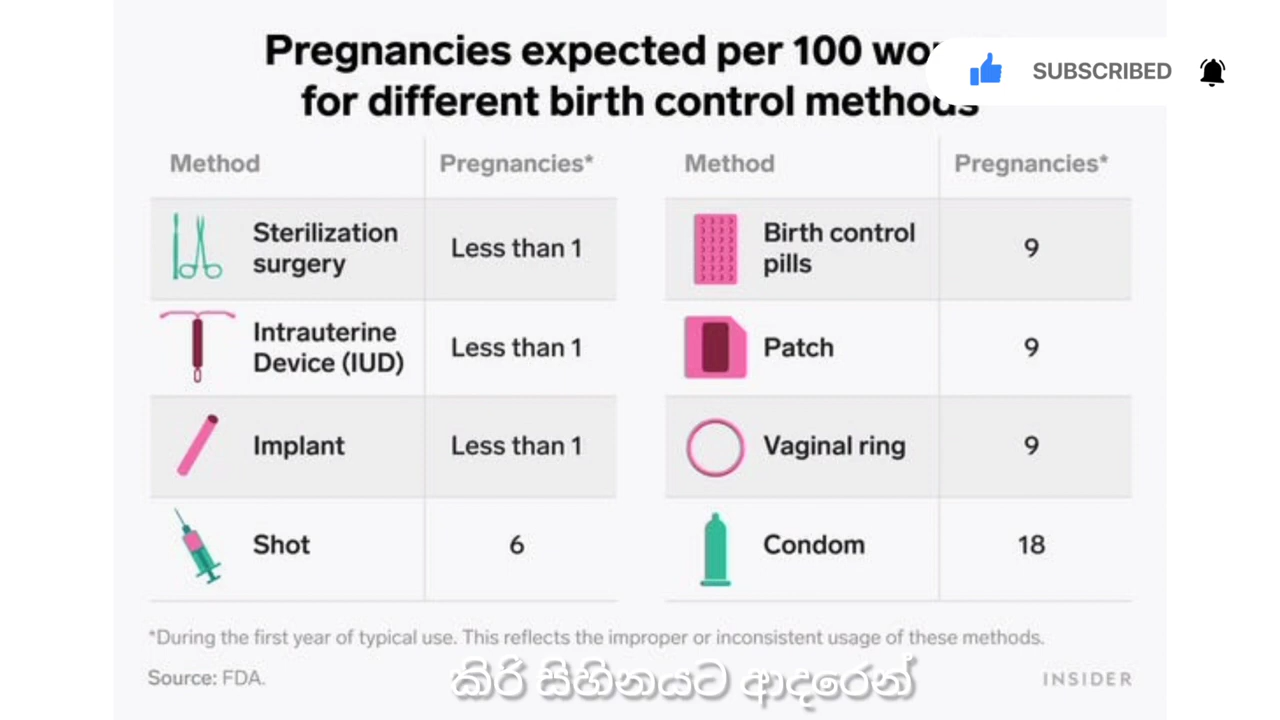 Pregnancies expected per 100
for different birth control methods
SUBSCRIBED
Method Pregnancies* Method Pregnancies*
Sterilization surgery Less than 1 Birth control pills 9
Intrauterine Device (IUD) Less than 1 Patch 9
Implant Less than 1 Vaginal ring 9
Shot 6 Condom 18
*During the first year of typical use. This reflects the improper or inconsistent usage of these methods.
Source: FDA.
කිරි සිහිනයට ආදරෙන්
INSIDER